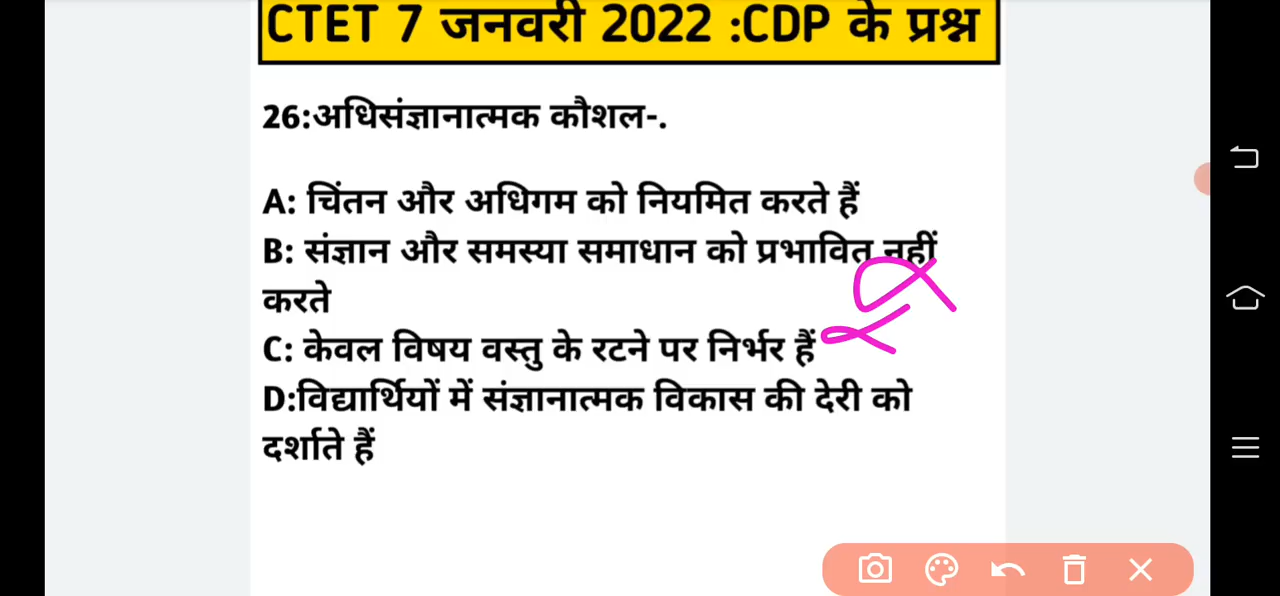 CTET 7 जनवरी 2022 :CDP के प्रश्न
26:अधिसंज्ञानात्मक कौशल-.
A: चिंतन और अधिगम को नियमित करते हैं
B: संज्ञान और समस्या समाधान को प्रभावित नहीं
करते
C: केवल विषय वस्तु के रटने पर निर्भर हैं
D:विद्यार्थियों में संज्ञानात्मक विकास की देरी को
दर्शाते हैं